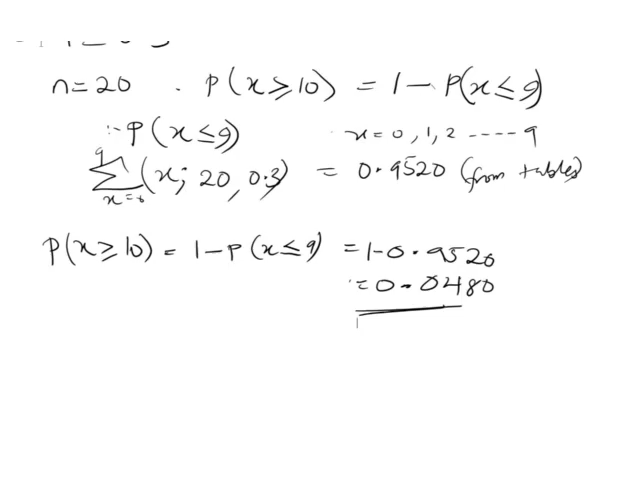 n=20 . P(x≥10) = 1-P(x≤9)
∴ P(x≤9) x=0,1,2 ----- 9
9∑x=0 (x; 20, 0.3) = 0.9520 (from tables)
P(x≥10) = 1-P(x≤9) = 1-0.9520
= 0.0480